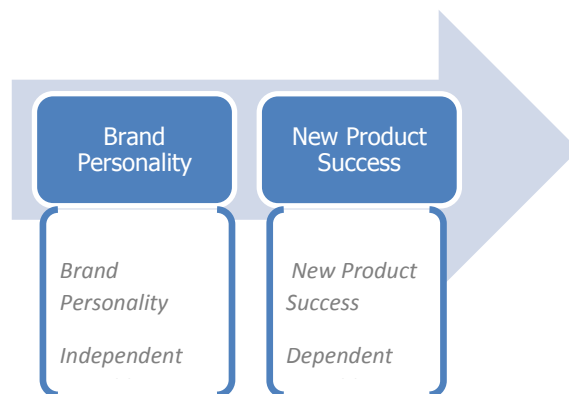 Brand
Personality
New Product
Success
Brand
Personality
Independent
New Product
Success
Dependent